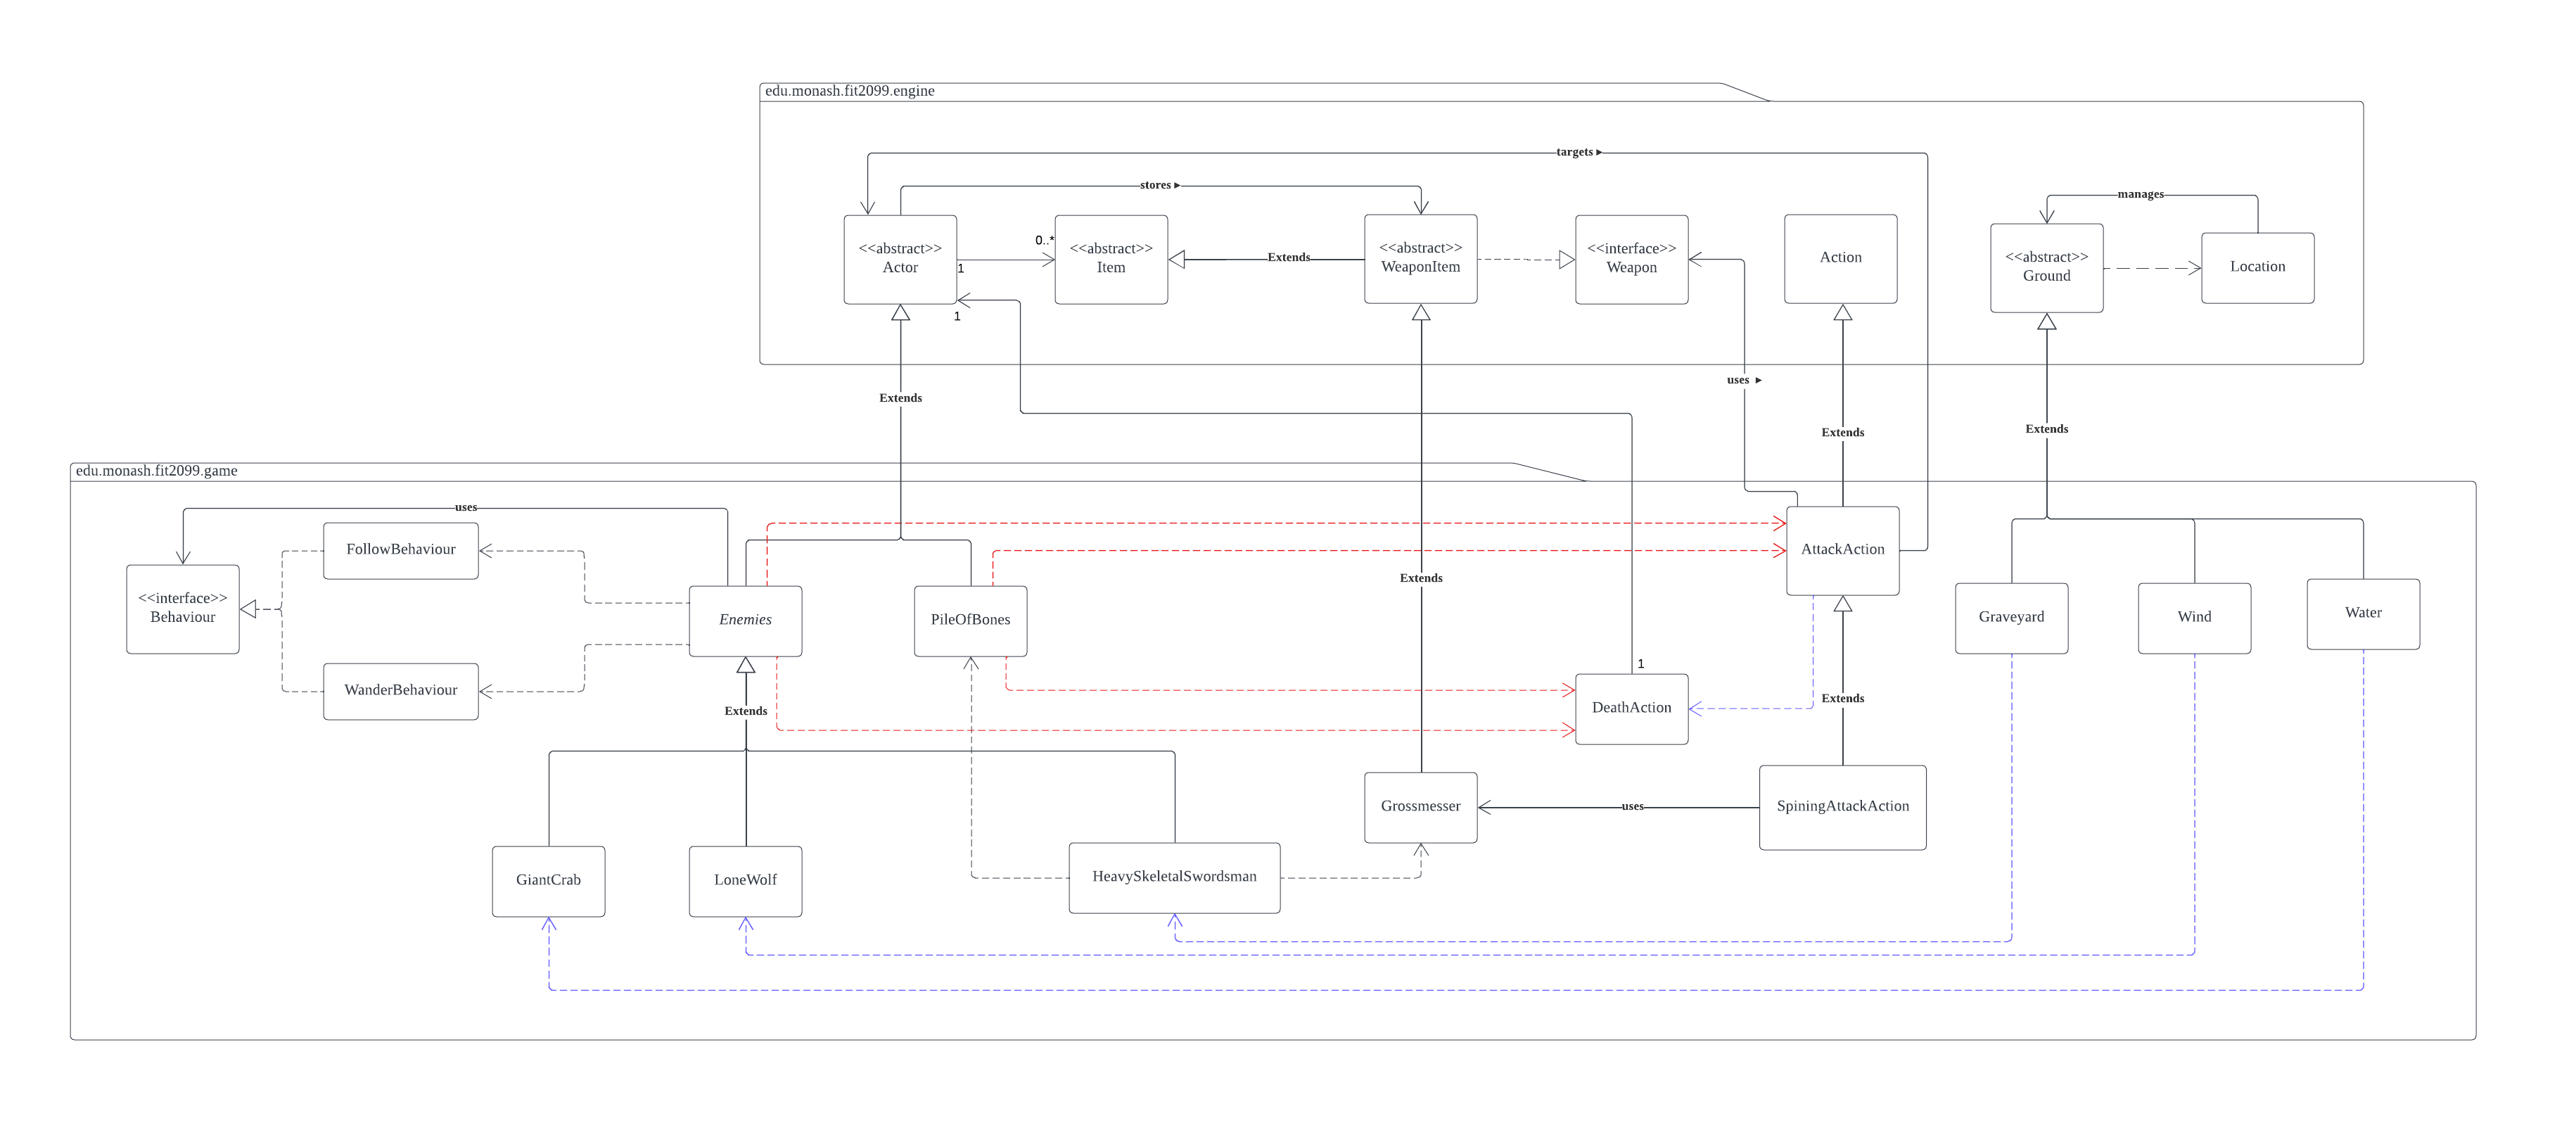 edu.monash.fit2099.engine
targets ►
stores ►
manages
<<abstract>>
Actor
0..*
1
<<abstract>>
Item
Extends
<<abstract>>
WeaponItem
<<interface>>
Weapon
Action
<<abstract>>
Ground
Location
1
uses ►
Extends
Extends
Extends
edu.monash.fit2099.game
uses
FollowBehaviour
<<interface>>
Behaviour
WanderBehaviour
Enemies
PileOfBones
Extends
AttackAction
Graveyard
Wind
Water
1
DeathAction
Extends
Extends
Grossmesser
uses
SpiningAttackAction
GiantCrab
LoneWolf
HeavySkeletalSwordsman